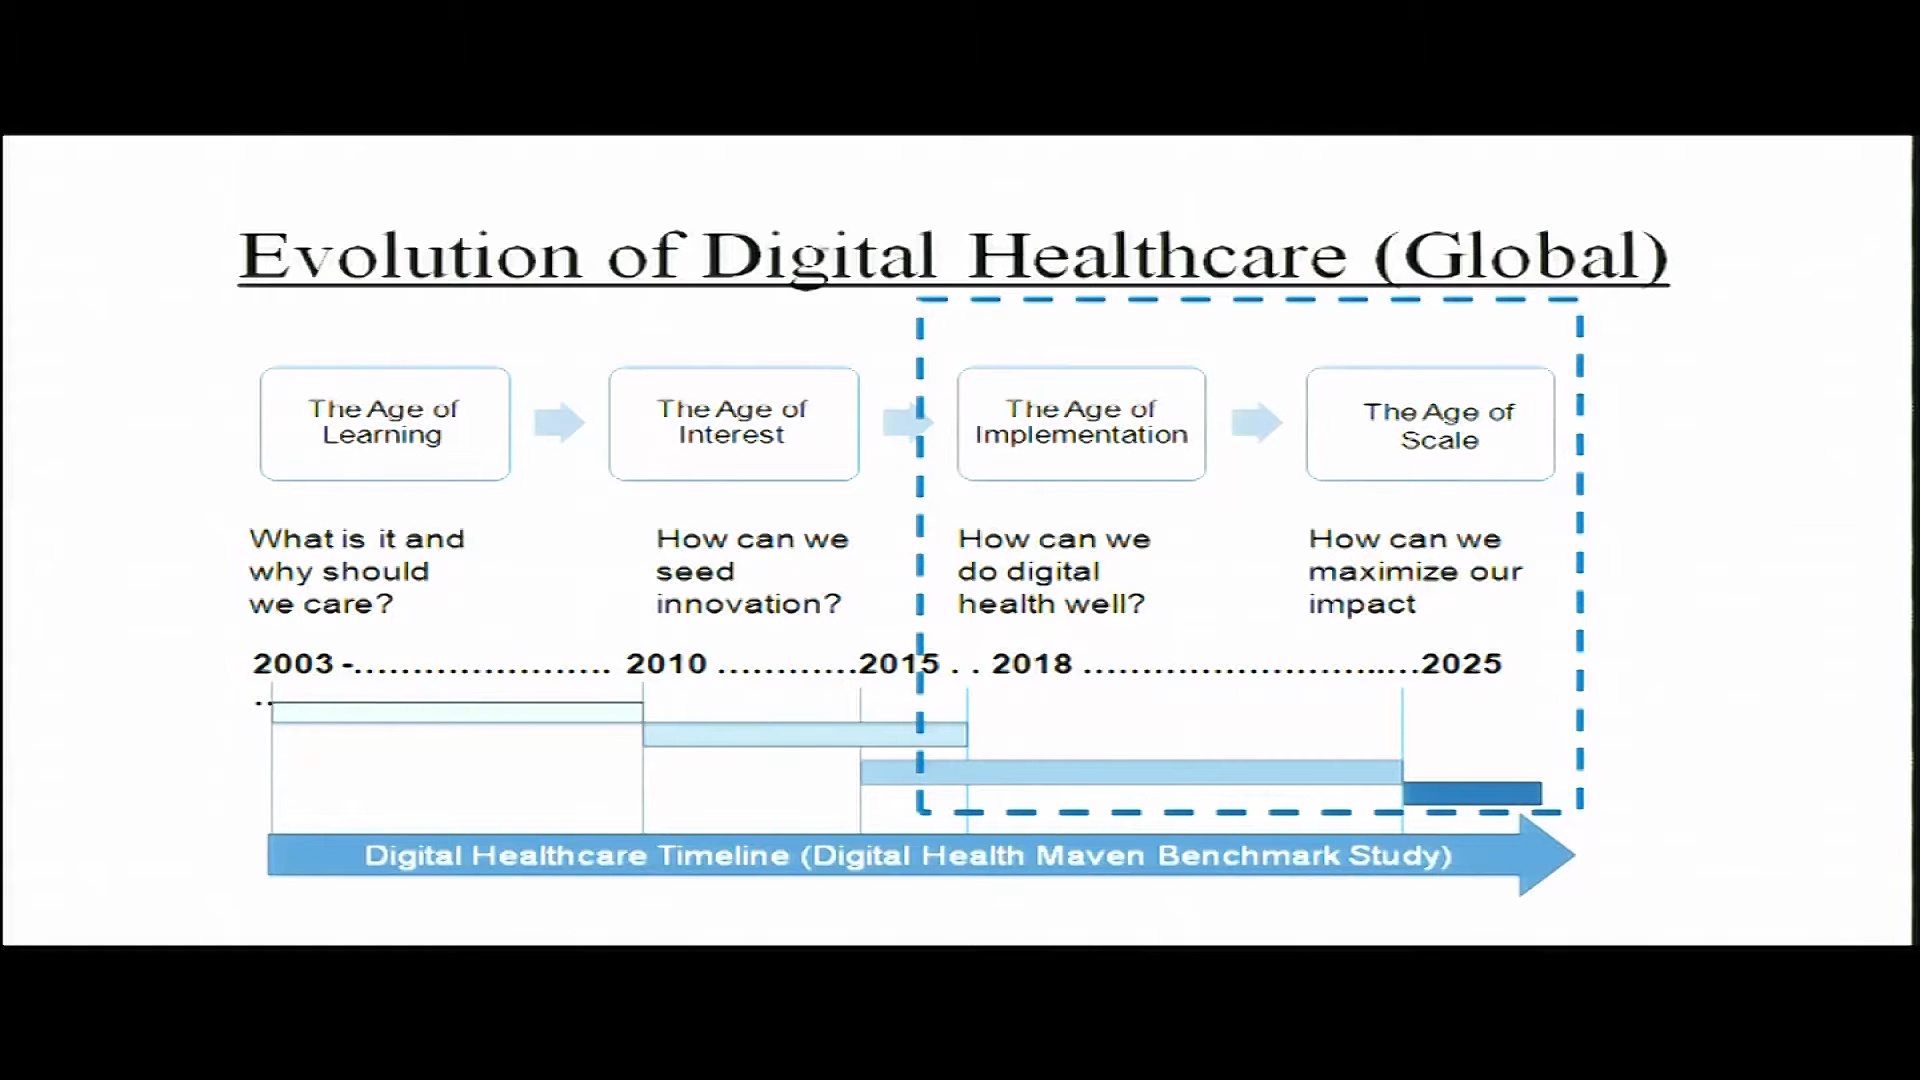 Evolution of Digital Healthcare (Global)
The Age of
Learning
The Age of
Interest
The Age of
Implementation
The Age of
Scale
What is it and
why should
we care?
How can we
seed
innovation?
How can we
do digital
health well?
How can we
maximize our
impact
2003 -..................... 2010 ............2015 . . 2018 ............................2025
..
Digital Healthcare Timeline (Digital Health Maven Benchmark Study)